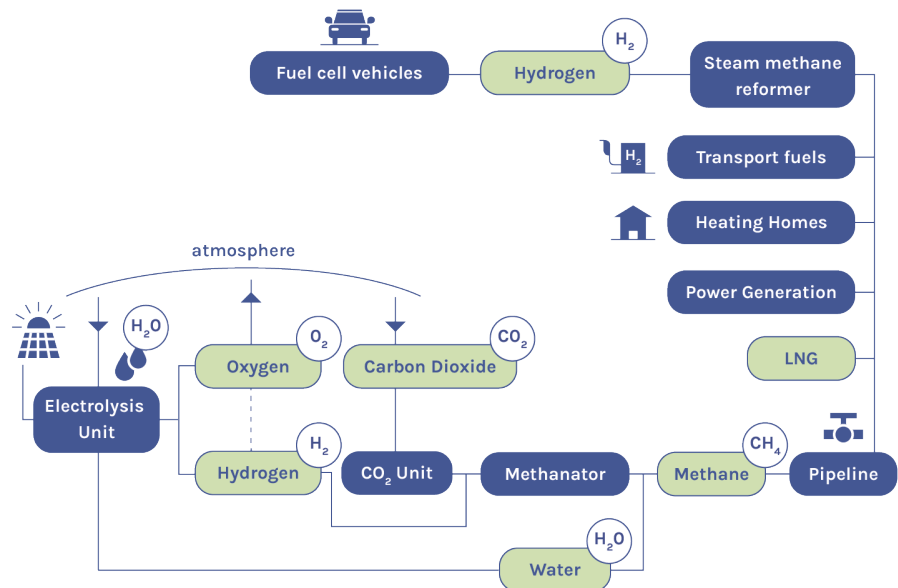 H₂
Fuel cell vehicles
Hydrogen
Steam methane
reformer
H₂
Transport fuels
Heating Homes
atmosphere
Power Generation
H₂O
O₂
CO₂
Oxygen
Carbon Dioxide
LNG
Electrolysis
Unit
H₂
CH₄
Hydrogen
CO₂ Unit
Methanator
Methane
Pipeline
H₂O
Water